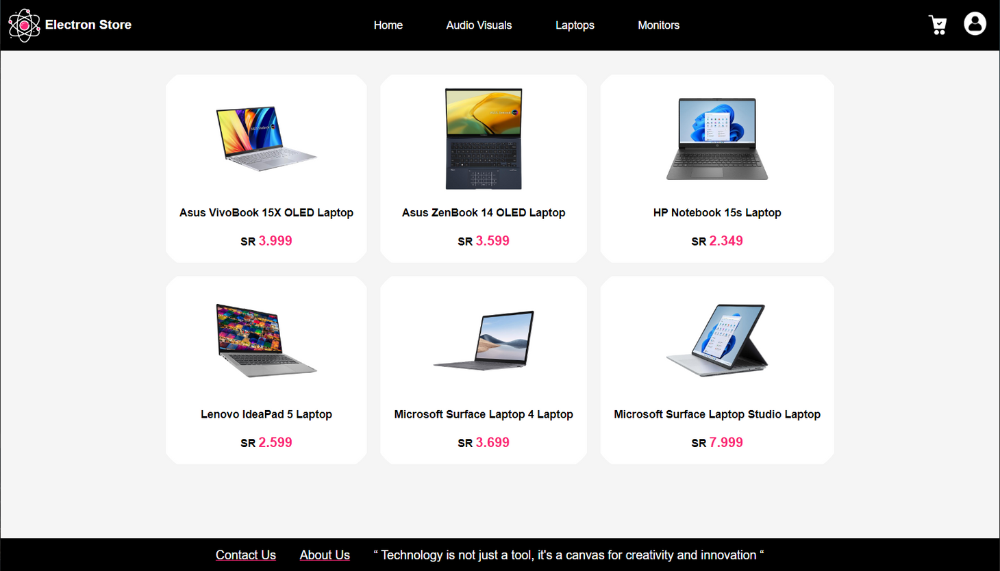 Electron Store
Home Audio Visuals Laptops Monitors
Asus VivoBook 15X OLED Laptop
SR 3.999
Asus ZenBook 14 OLED Laptop
SR 3.599
HP Notebook 15s Laptop
SR 2.349
Lenovo IdeaPad 5 Laptop
SR 2.599
Microsoft Surface Laptop 4 Laptop
SR 3.699
Microsoft Surface Laptop Studio Laptop
SR 7.999
Contact Us About Us “ Technology is not just a tool, it's a canvas for creativity and innovation “